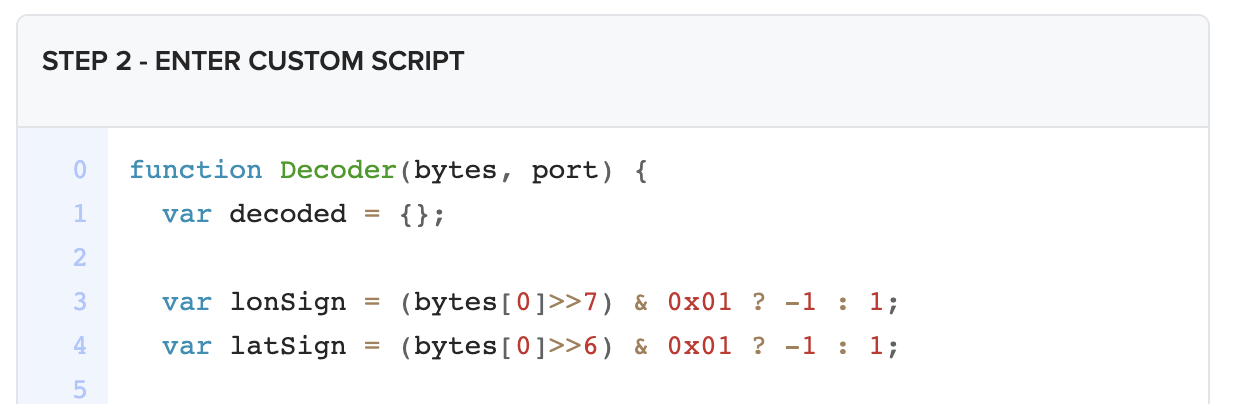 STEP 2 - ENTER CUSTOM SCRIPT
0 function Decoder(bytes, port) {
1   var decoded = {};
2
3   var lonSign = (bytes[0]>>7) & 0x01 ? -1 : 1;
4   var latSign = (bytes[0]>>6) & 0x01 ? -1 : 1;
5